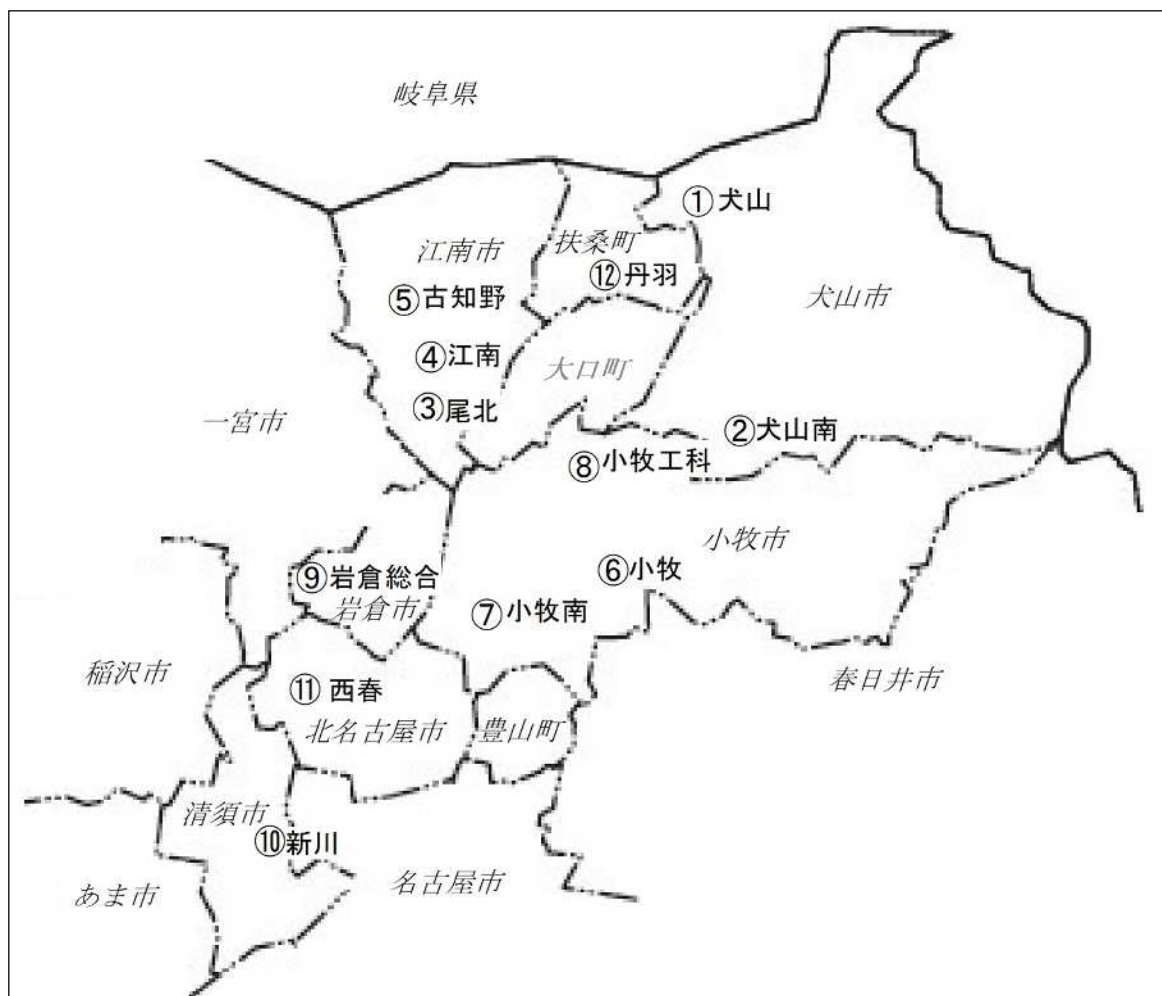 岐阜県
①犬山
江南市
扶桑町
⑫丹羽
⑤古知野
犬山市
④江南
大口町
③尾北
一宮市
②犬山南
⑧小牧工科
小牧市
⑥小牧
⑨岩倉総合
岩倉市
⑦小牧南
稲沢市
春日井市
⑪西春
北名古屋市
豊山町
清須市
⑩新川
あま市
名古屋市